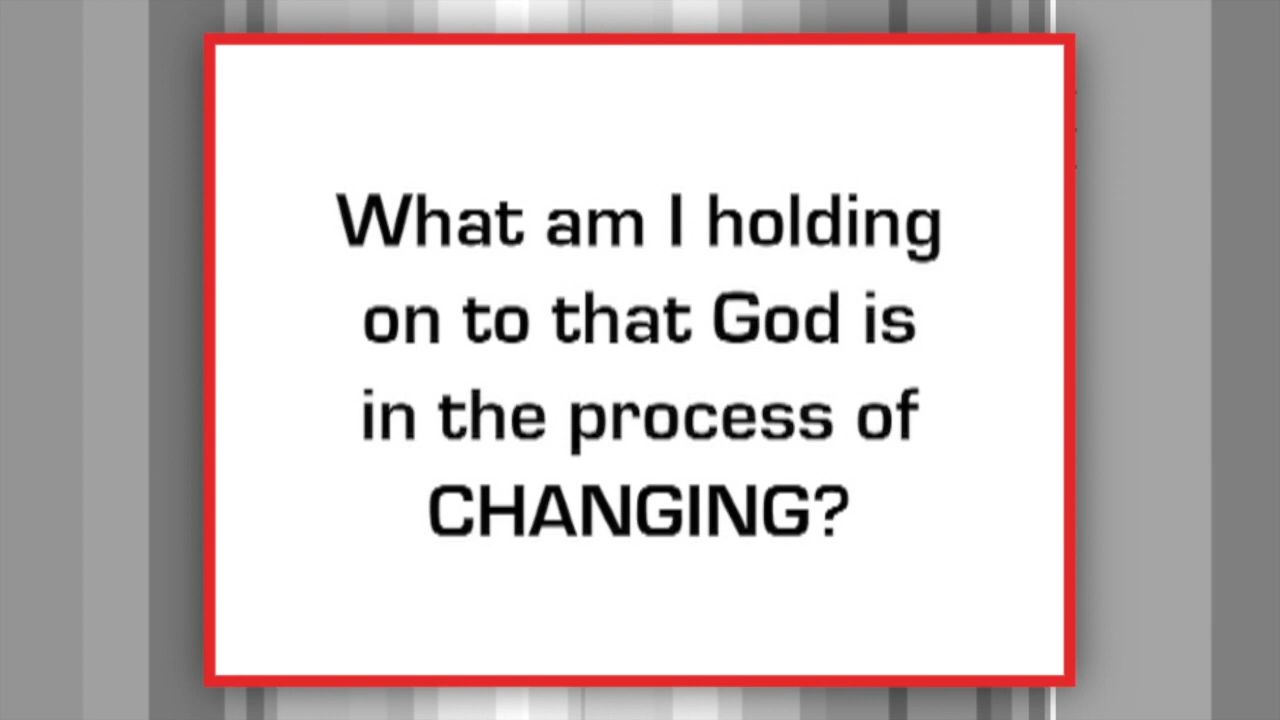 What am I holding
on to that God is
in the process of
CHANGING?